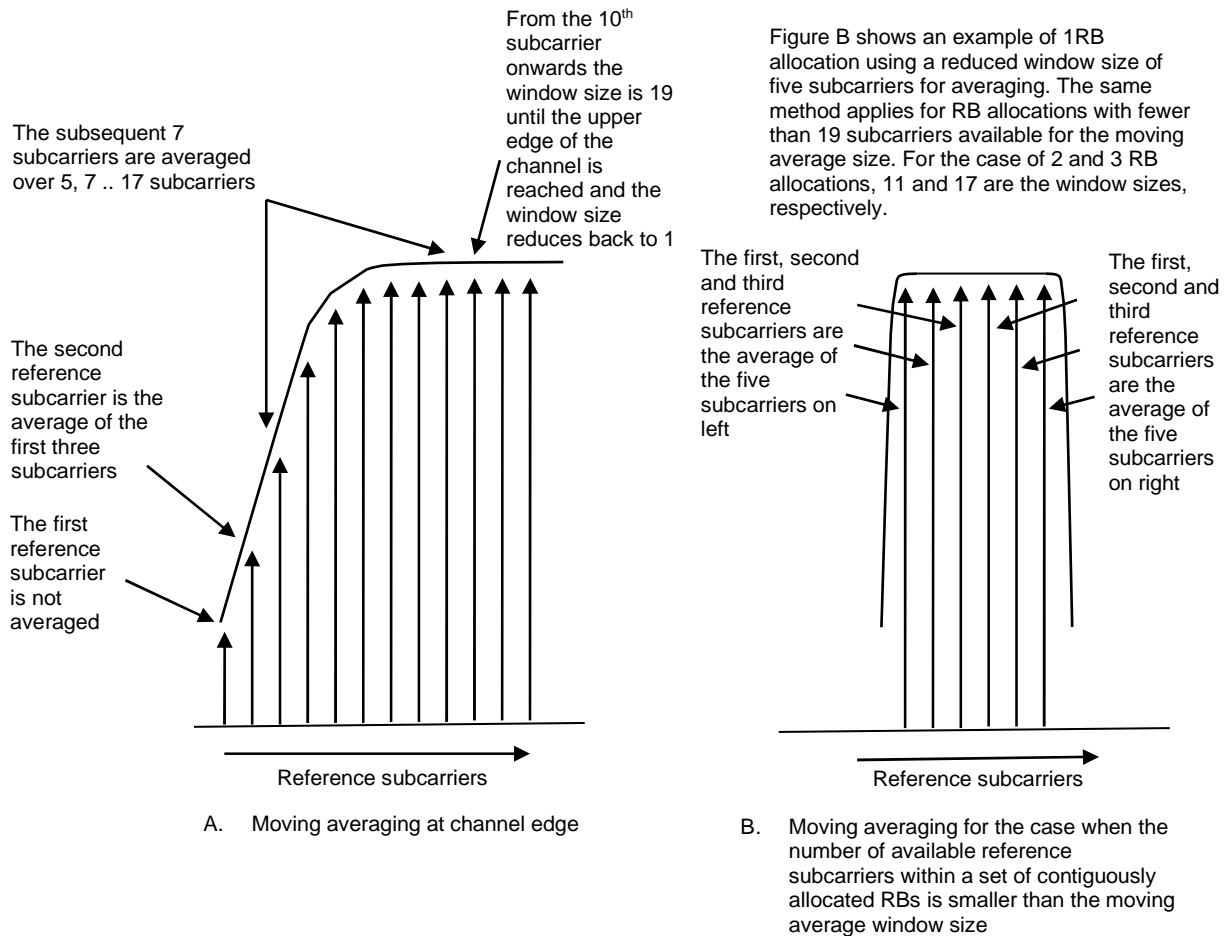 From the 10th
subcarrier
onwards the
window size is 19
until the upper
edge of the
channel is
reached and the
window size
reduces back to 1
The subsequent 7
subcarriers are averaged
over 5, 7 .. 17 subcarriers
The second
reference
subcarrier is the
average of the
first three
subcarriers
The first
reference
subcarrier
is not
averaged
Reference subcarriers
A. Moving averaging at channel edge
Figure B shows an example of 1RB
allocation using a reduced window size of
five subcarriers for averaging. The same
method applies for RB allocations with fewer
than 19 subcarriers available for the moving
average size. For the case of 2 and 3 RB
allocations, 11 and 17 are the window sizes,
respectively.
The first, second
and third
reference
subcarriers are
the average of
the five
subcarriers on
left
The first,
second and
third
reference
subcarriers
are the
average of
the five
subcarriers
on right
Reference subcarriers
B. Moving averaging for the case when the
number of available reference
subcarriers within a set of contiguously
allocated RBs is smaller than the moving
average window size